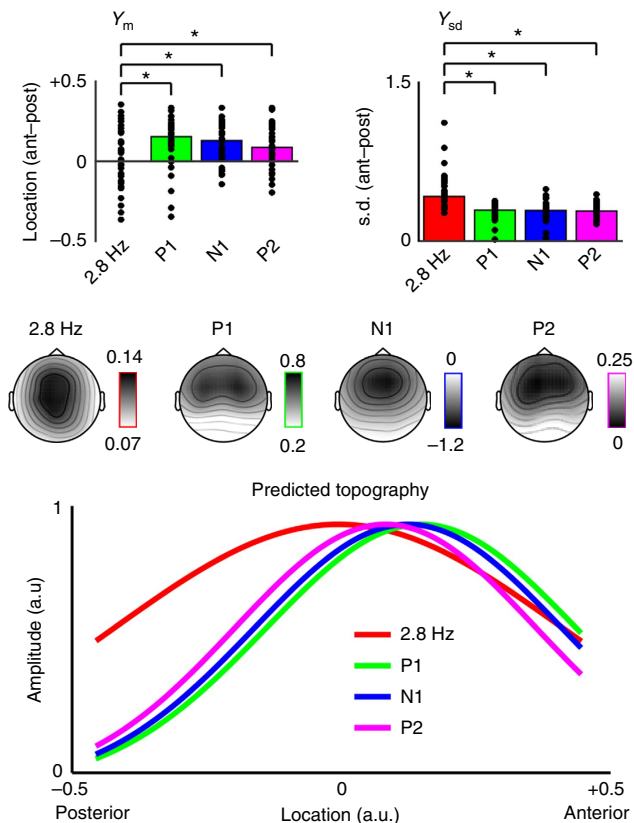 Ym
Ysd
* * *
* * *
+0.5
0
−0.5
Location (ant–post)
2.8 Hz P1 N1 P2
1.5
0
s.d. (ant–post)
2.8 Hz P1 N1 P2
2.8 Hz P1 N1 P2
0.14 0.8 0 0.25
0.07 0.2 −1.2 0
Predicted topography
1
0
Amplitude (a.u)
2.8 Hz
P1
N1
P2
−0.5 0 +0.5
Posterior Location (a.u.) Anterior